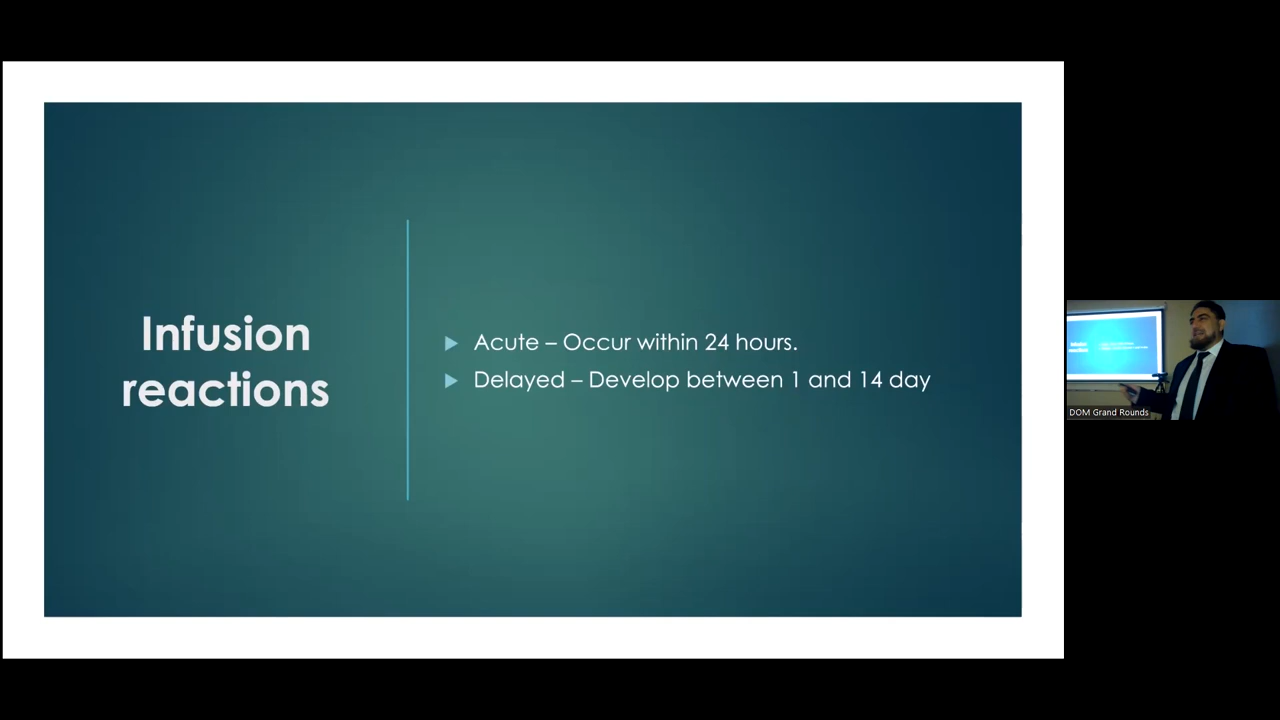 Infusion
reactions
Acute – Occur within 24 hours.
Delayed – Develop between 1 and 14 day
DOM Grand Rounds